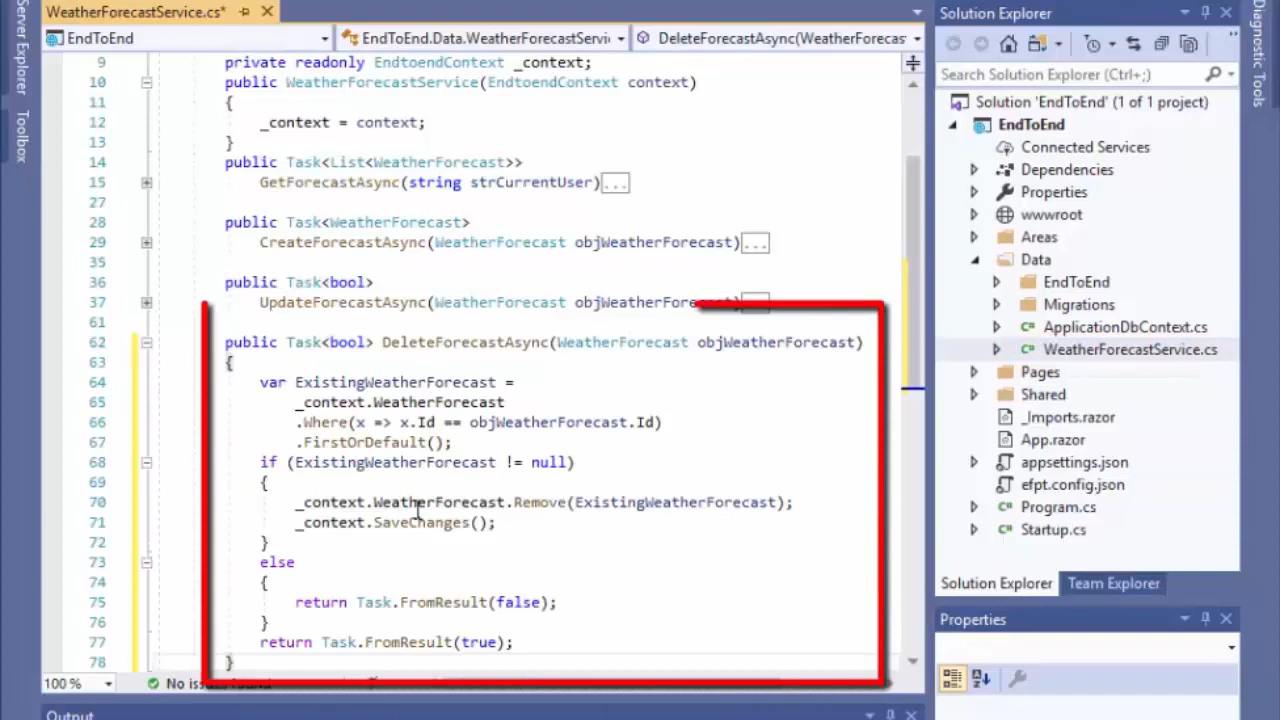 Server Explorer
Toolbox
WeatherForecastService.cs*
EndToEnd
EndToEnd.Data.WeatherForecastServi
DeleteForecastAsync(WeatherForecas
9 private readonly EndtoendContext _context;
10 public WeatherForecastService(EndtoendContext context)
11 {
12 _context = context;
13 }
14 public Task<List<WeatherForecast>>
15 GetForecastAsync(string strCurrentUser)...
27
28 public Task<WeatherForecast>
29 CreateForecastAsync(WeatherForecast objWeatherForecast)...
35
36 public Task<bool>
37 UpdateForecastAsync(WeatherForecast objWeatherForecast)...
61
62 public Task<bool> DeleteForecastAsync(WeatherForecast objWeatherForecast)
63 {
64 var ExistingWeatherForecast =
65 _context.WeatherForecast
66 .Where(x => x.Id == objWeatherForecast.Id)
67 .FirstOrDefault();
68 if (ExistingWeatherForecast != null)
69 {
70 _context.WeatherForecast.Remove(ExistingWeatherForecast);
71 _context.SaveChanges();
72 }
73 else
74 {
75 return Task.FromResult(false);
76 }
77 return Task.FromResult(true);
78 }
100 %
No issues found
Output
Solution Explorer
Search Solution Explorer (Ctrl+;)
Solution 'EndToEnd' (1 of 1 project)
EndToEnd
Connected Services
Dependencies
Properties
wwwroot
Areas
Data
EndToEnd
Migrations
C# ApplicationDbContext.cs
C# WeatherForecastService.cs
Pages
Shared
_Imports.razor
App.razor
appsettings.json
efpt.config.json
C# Program.cs
C# Startup.cs
Solution Explorer
Team Explorer
Properties
Diagnostic Tools